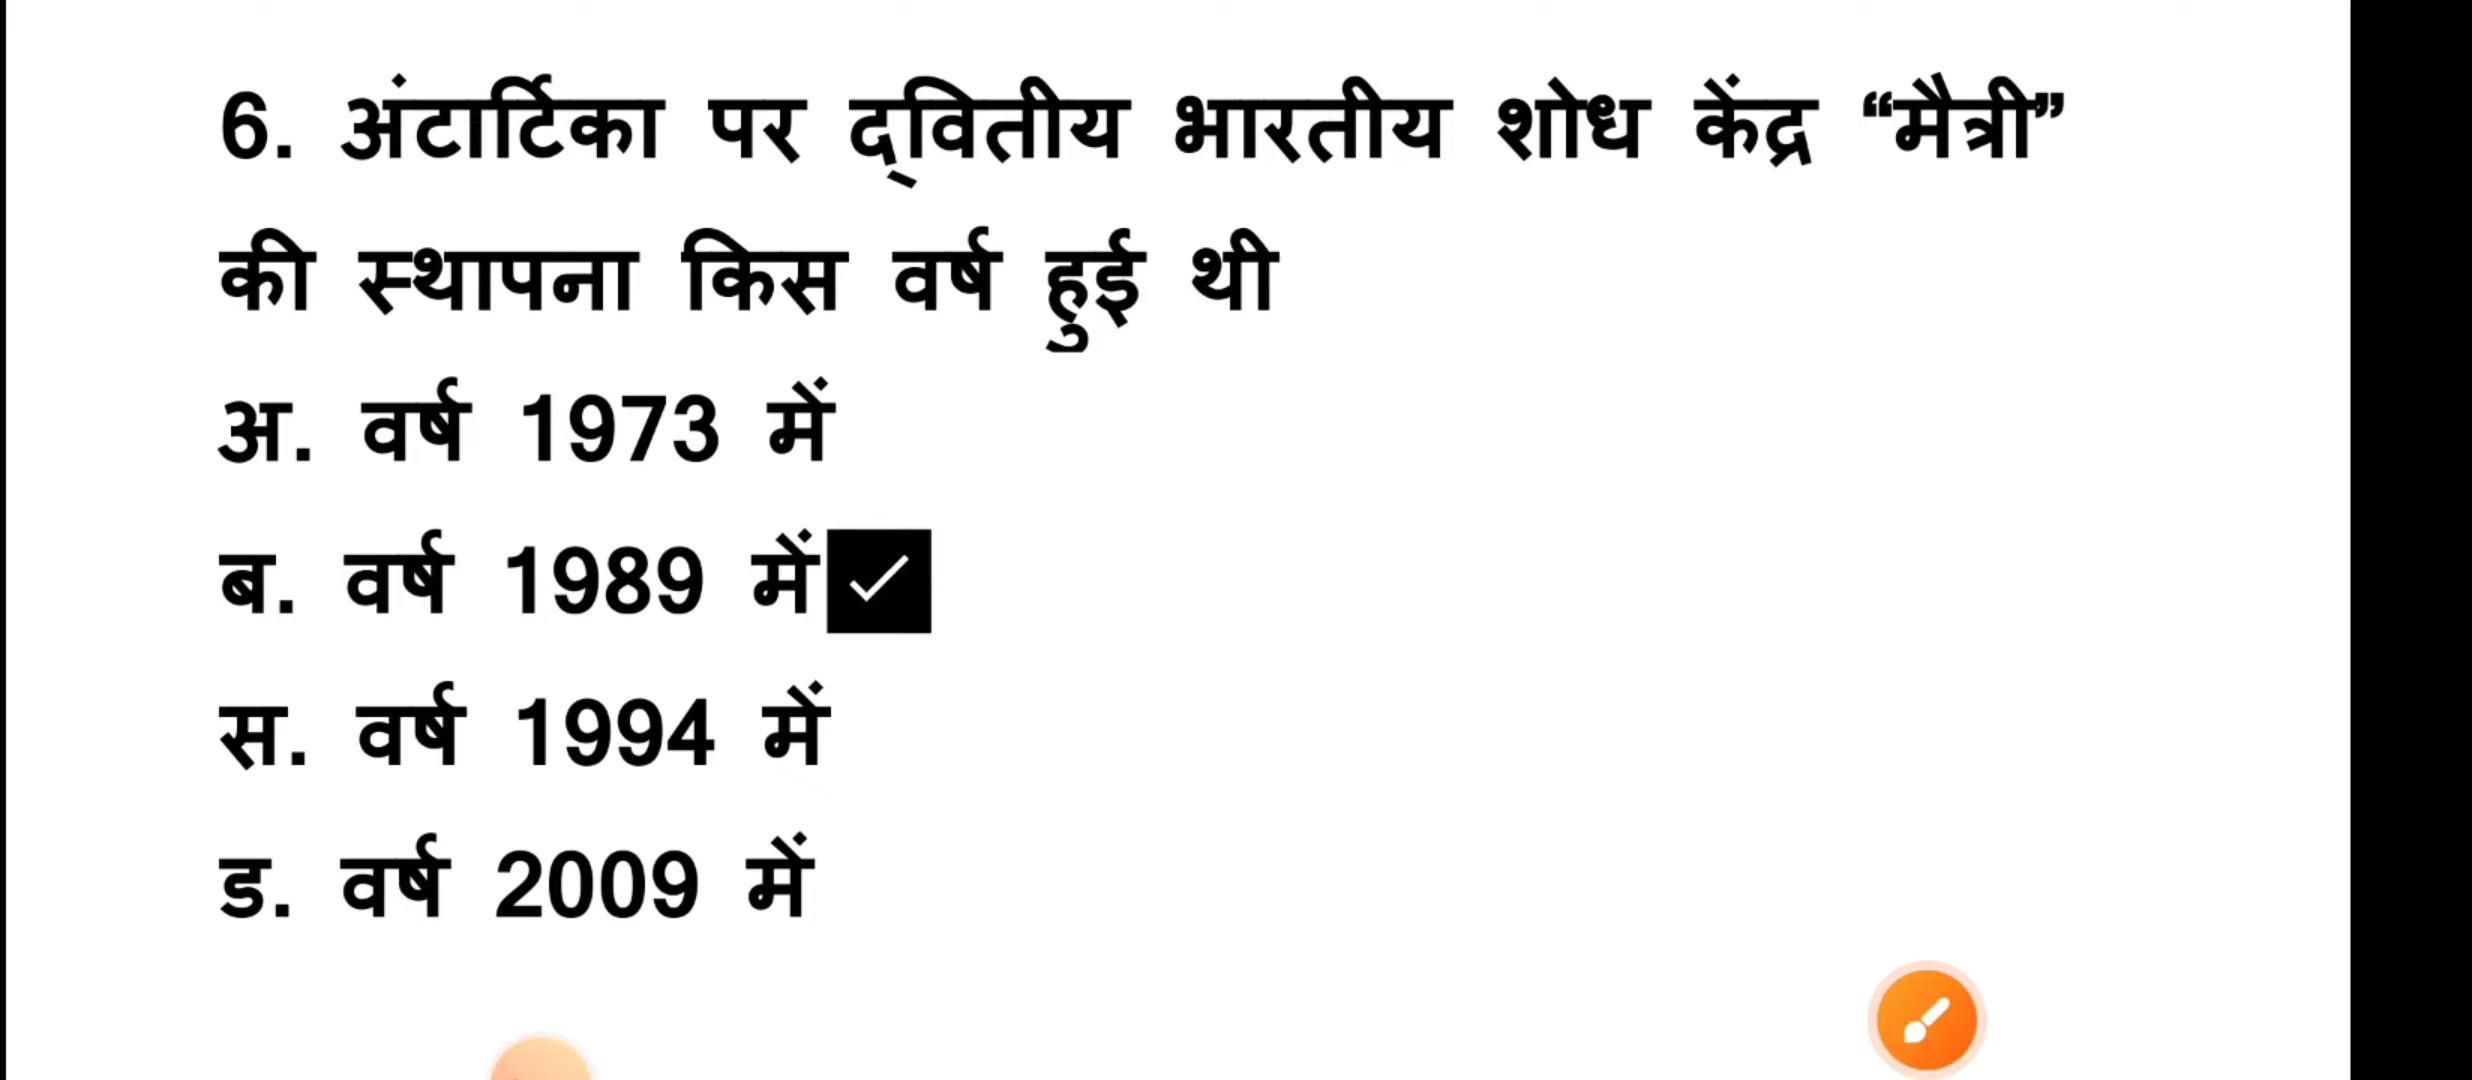 6. अंटार्टिका पर द्वितीय भारतीय शोध केंद्र “मैत्री”
की स्थापना किस वर्ष हुई थी
अ. वर्ष 1973 में
ब. वर्ष 1989 में ✓
स. वर्ष 1994 में
ड. वर्ष 2009 में